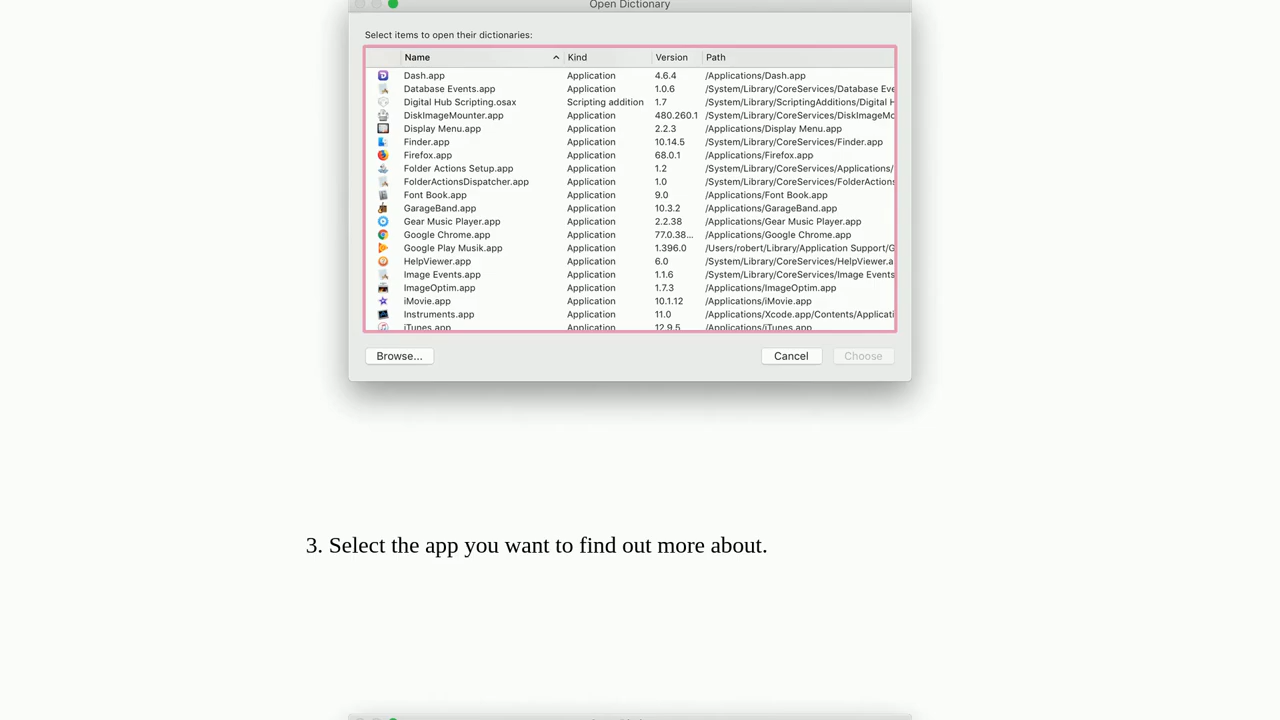 Open Dictionary
Select items to open their dictionaries:
Name Kind Version Path
Dash.app Application 4.6.4 /Applications/Dash.app
Database Events.app Application 1.0.6 /System/Library/CoreServices/Database Eve
Digital Hub Scripting.osax Scripting addition 1.7 /System/Library/ScriptingAdditions/Digital H
DiskImageMounter.app Application 480.260.1 /System/Library/CoreServices/DiskImageMo
Display Menu.app Application 2.2.3 /Applications/Display Menu.app
Finder.app Application 10.14.5 /System/Library/CoreServices/Finder.app
Firefox.app Application 68.0.1 /Applications/Firefox.app
Folder Actions Setup.app Application 1.2 /System/Library/CoreServices/Applications/
FolderActionsDispatcher.app Application 1.0 /System/Library/CoreServices/FolderActions
Font Book.app Application 9.0 /Applications/Font Book.app
GarageBand.app Application 10.3.2 /Applications/GarageBand.app
Gear Music Player.app Application 2.2.38 /Applications/Gear Music Player.app
Google Chrome.app Application 77.0.38... /Applications/Google Chrome.app
Google Play Musik.app Application 1.396.0 /Users/robert/Library/Application Support/G
HelpViewer.app Application 6.0 /System/Library/CoreServices/HelpViewer.a
Image Events.app Application 1.1.6 /System/Library/CoreServices/Image Events
ImageOptim.app Application 1.7.3 /Applications/ImageOptim.app
iMovie.app Application 10.1.12 /Applications/iMovie.app
Instruments.app Application 11.0 /Applications/Xcode.app/Contents/Applicati
iTunes.app Application 12.9.5 /Applications/iTunes.app
Browse... Cancel Choose
3. Select the app you want to find out more about.